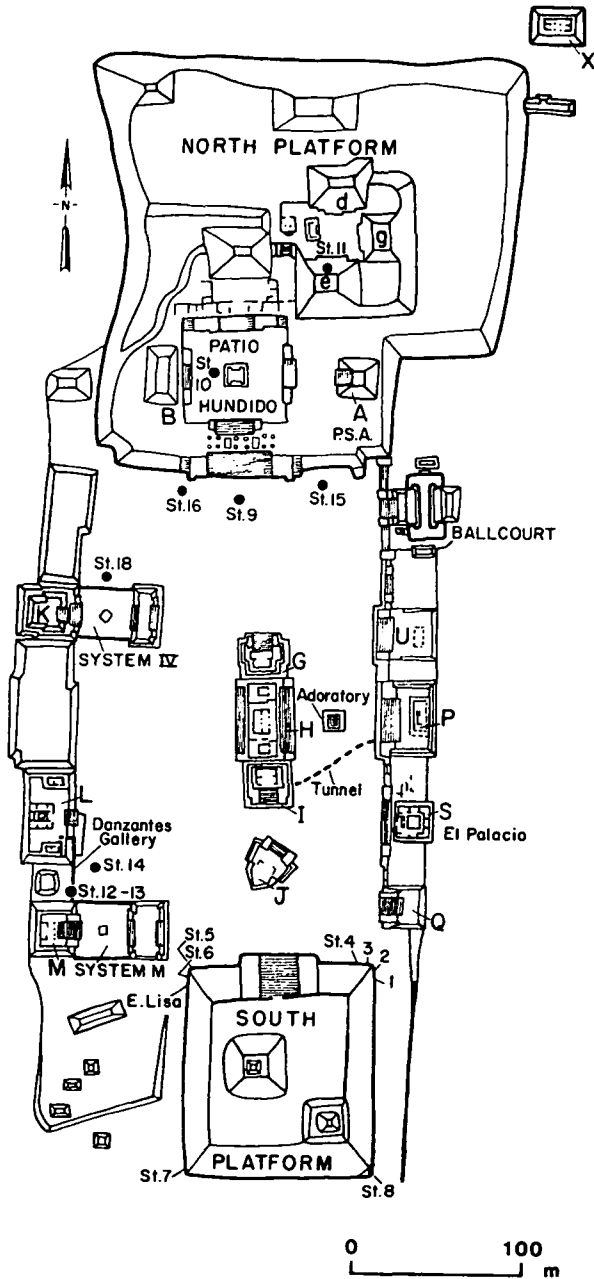 X
NORTH PLATFORM
-N-
d
g
St.11
e
PATIO
St
10
HUNDIDO
B
A
P.S.A.
St.16
St.9
St.15
BALLCOURT
St.18
K
SYSTEM IV
U
G
Adoratory
H
P
Tunnel
I
L
S
El Palacio
Danzantes
Gallery
St.14
J
St.12-13
Q
M
SYSTEM M
St.5
St.6
St.4
3
2
1
E. Lisa
SOUTH
PLATFORM
St.7
St.8
0
100
m